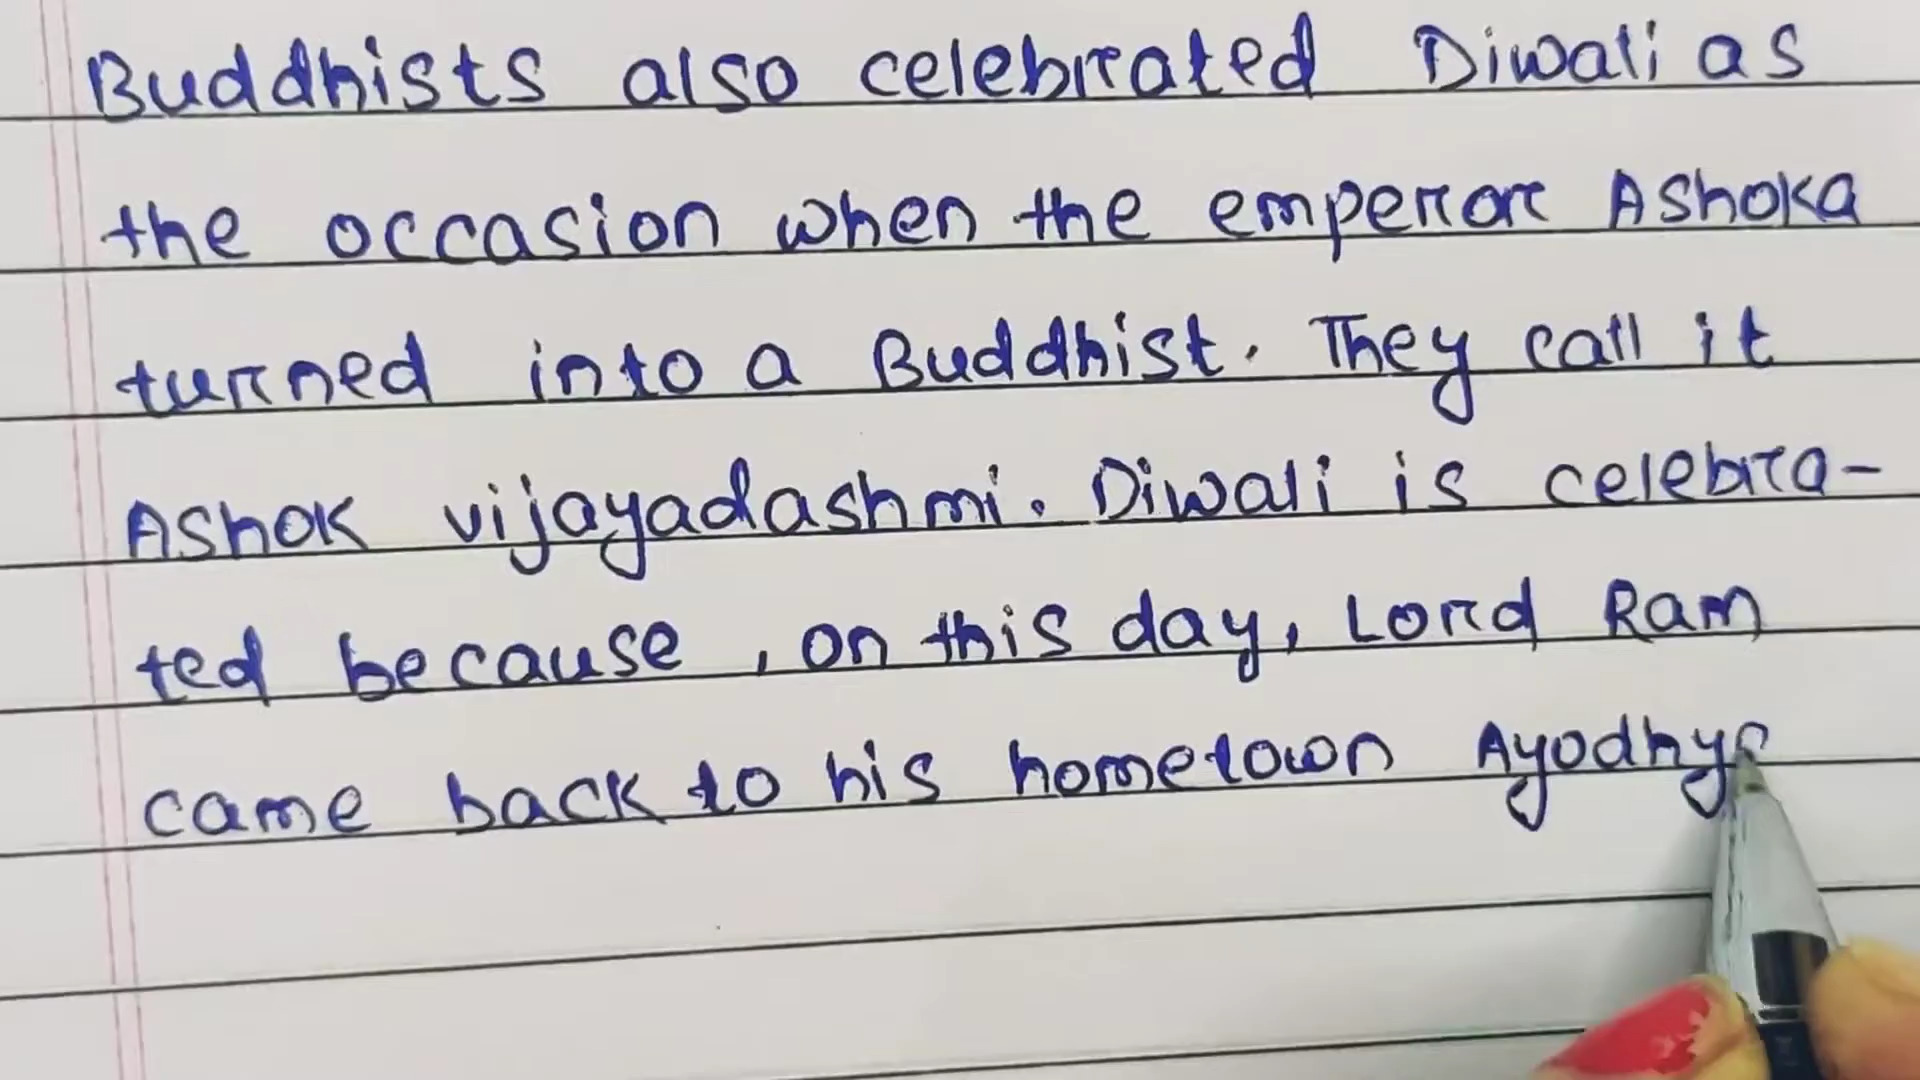 Buddhists also celebrated Diwali as
the occasion when the emperor Ashoka
turned into a Buddhist. They call it
Ashok vijayadashmi. Diwali is celebra-
ted because, on this day, Lord Ram
came back to his hometown Ayodhya